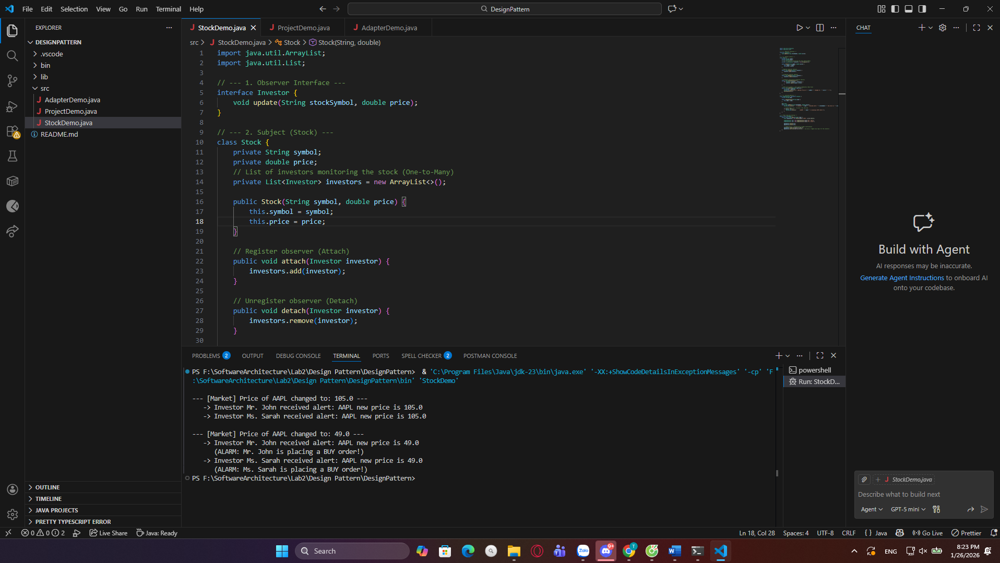 File Edit Selection View Go Run Terminal Help
DesignPattern
EXPLORER
DESIGNPATTERN
.vscode
bin
lib
src
AdapterDemo.java
ProjectDemo.java
StockDemo.java
README.md
OUTLINE
TIMELINE
JAVA PROJECTS
PRETTY TYPESCRIPT ERROR
StockDemo.java
ProjectDemo.java
AdapterDemo.java
src > StockDemo.java > Stock > Stock(String, double)
1 import java.util.ArrayList;
2 import java.util.List;
3
4 // --- 1. Observer Interface ---
5 interface Investor {
6 void update(String stockSymbol, double price);
7 }
8
9 // --- 2. Subject (Stock) ---
10 class Stock {
11 private String symbol;
12 private double price;
13 // List of investors monitoring the stock (One-to-Many)
14 private List<Investor> investors = new ArrayList<>();
15
16 public Stock(String symbol, double price) {
17 this.symbol = symbol;
18 this.price = price;
19 }
20
21 // Register observer (Attach)
22 public void attach(Investor investor) {
23 investors.add(investor);
24 }
25
26 // Unregister observer (Detach)
27 public void detach(Investor investor) {
28 investors.remove(investor);
29 }
30
PROBLEMS 2 OUTPUT DEBUG CONSOLE TERMINAL PORTS SPELL CHECKER 2 POSTMAN CONSOLE
PS F:\SoftwareArchitecture\Lab2\Design Pattern\DesignPattern> & 'C:\Program Files\Java\jdk-23\bin\java.exe' '-XX:+ShowCodeDetailsInExceptionMessages' '-cp' 'F
:\SoftwareArchitecture\Lab2\Design Pattern\DesignPattern\bin' 'StockDemo'
--- [Market] Price of AAPL changed to: 105.0 ---
-> Investor Mr. John received alert: AAPL new price is 105.0
-> Investor Ms. Sarah received alert: AAPL new price is 105.0
--- [Market] Price of AAPL changed to: 49.0 ---
-> Investor Mr. John received alert: AAPL new price is 49.0
(ALARM: Mr. John is placing a BUY order!)
-> Investor Ms. Sarah received alert: AAPL new price is 49.0
(ALARM: Ms. Sarah is placing a BUY order!)
PS F:\SoftwareArchitecture\Lab2\Design Pattern\DesignPattern>
powershell
Run: StockD...
CHAT
Build with Agent
AI responses may be inaccurate.
Generate Agent Instructions to onboard AI
onto your codebase.
StockDemo.java
Describe what to build next
Agent GPT-5 mini
0 0 2 Live Share Java: Ready
Ln 18, Col 28 Spaces: 4 UTF-8 CRLF { } Java Go Live Prettier
Search
Zalo
9+
T
ENG
8:23 PM
1/26/2026